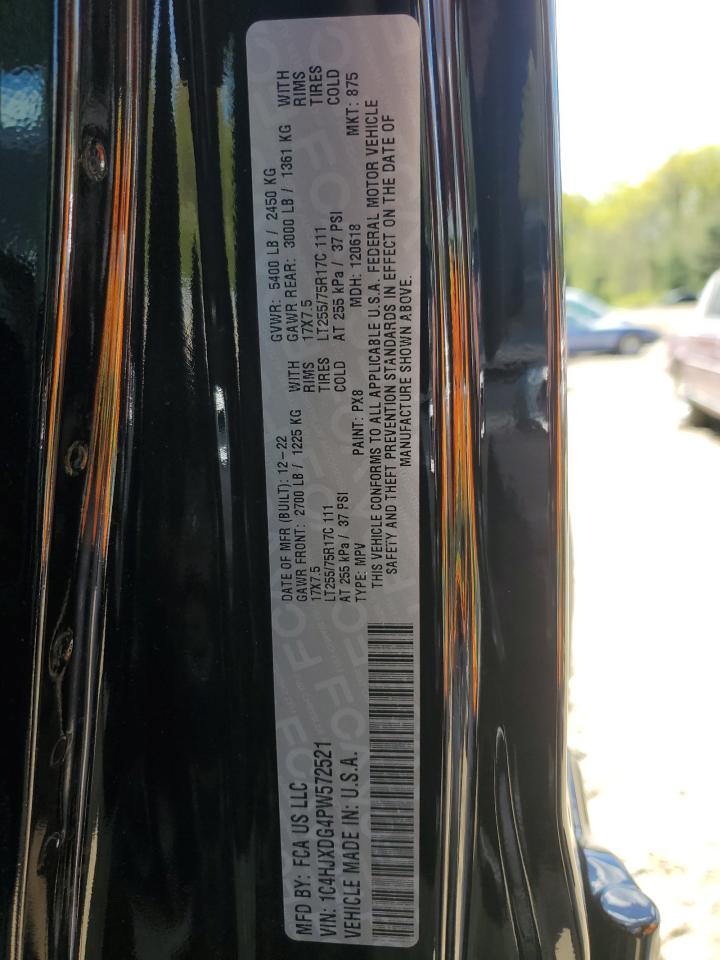 MFD BY: FCA US LLC
VIN: 1C4HJXDG4PW572521
VEHICLE MADE IN: U.S.A.
DATE OF MFR (BUILT): 12-22 GVWR: 5400 LB / 2450 KG
GAWR FRONT: 2700 LB / 1225 KG WITH GAWR REAR: 3000 LB / 1361 KG WITH
17X7.5 RIMS 17X7.5 RIMS
LT255/75R17C 111 TIRES LT255/75R17C 111 TIRES
AT 255 kPa / 37 PSI COLD AT 255 kPa / 37 PSI COLD
TYPE: MPV PAINT: PX8 MDH: 120618 MKT: 875
THIS VEHICLE CONFORMS TO ALL APPLICABLE U.S.A. FEDERAL MOTOR VEHICLE
SAFETY AND THEFT PREVENTION STANDARDS IN EFFECT ON THE DATE OF
MANUFACTURE SHOWN ABOVE.